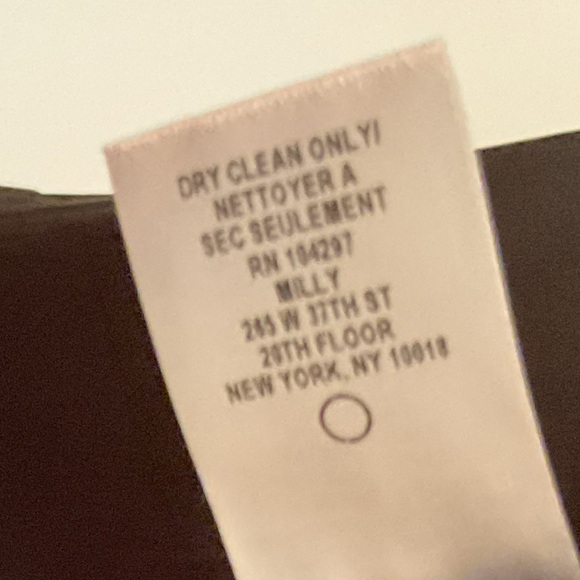 DRY CLEAN ONLY/
NETTOYER A
SEC SEULEMENT
RN 104297
MILLY
265 W 37TH ST
20TH FLOOR
NEW YORK, NY 10018